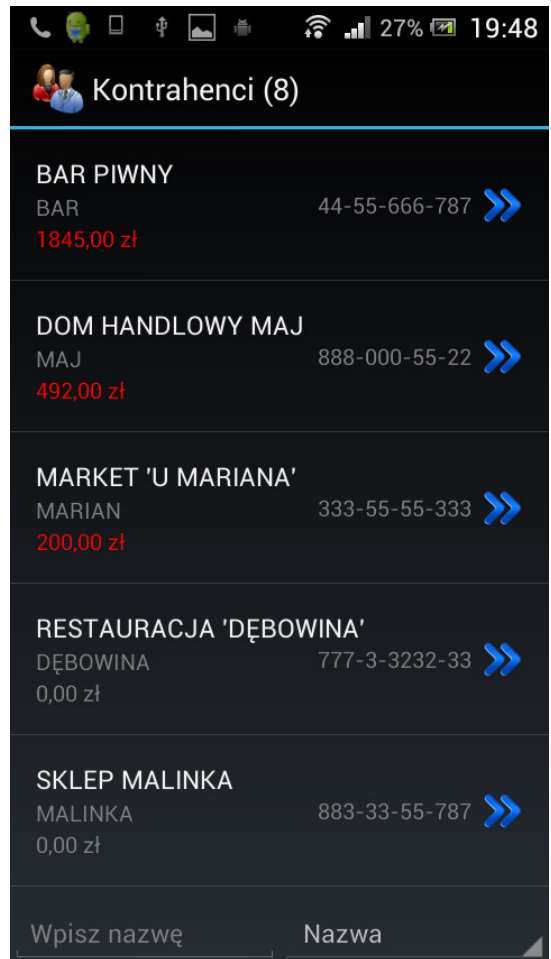 27% 19:48
Kontrahenci (8)
BAR PIWNY
BAR 44-55-666-787
1845,00 zł
DOM HANDLOWY MAJ
MAJ 888-000-55-22
492,00 zł
MARKET 'U MARIANA'
MARIAN 333-55-55-333
200,00 zł
RESTAURACJA 'DĘBOWINA'
DĘBOWINA 777-3-3232-33
0,00 zł
SKLEP MALINKA
MALINKA 883-33-55-787
0,00 zł
Wpisz nazwę Nazwa